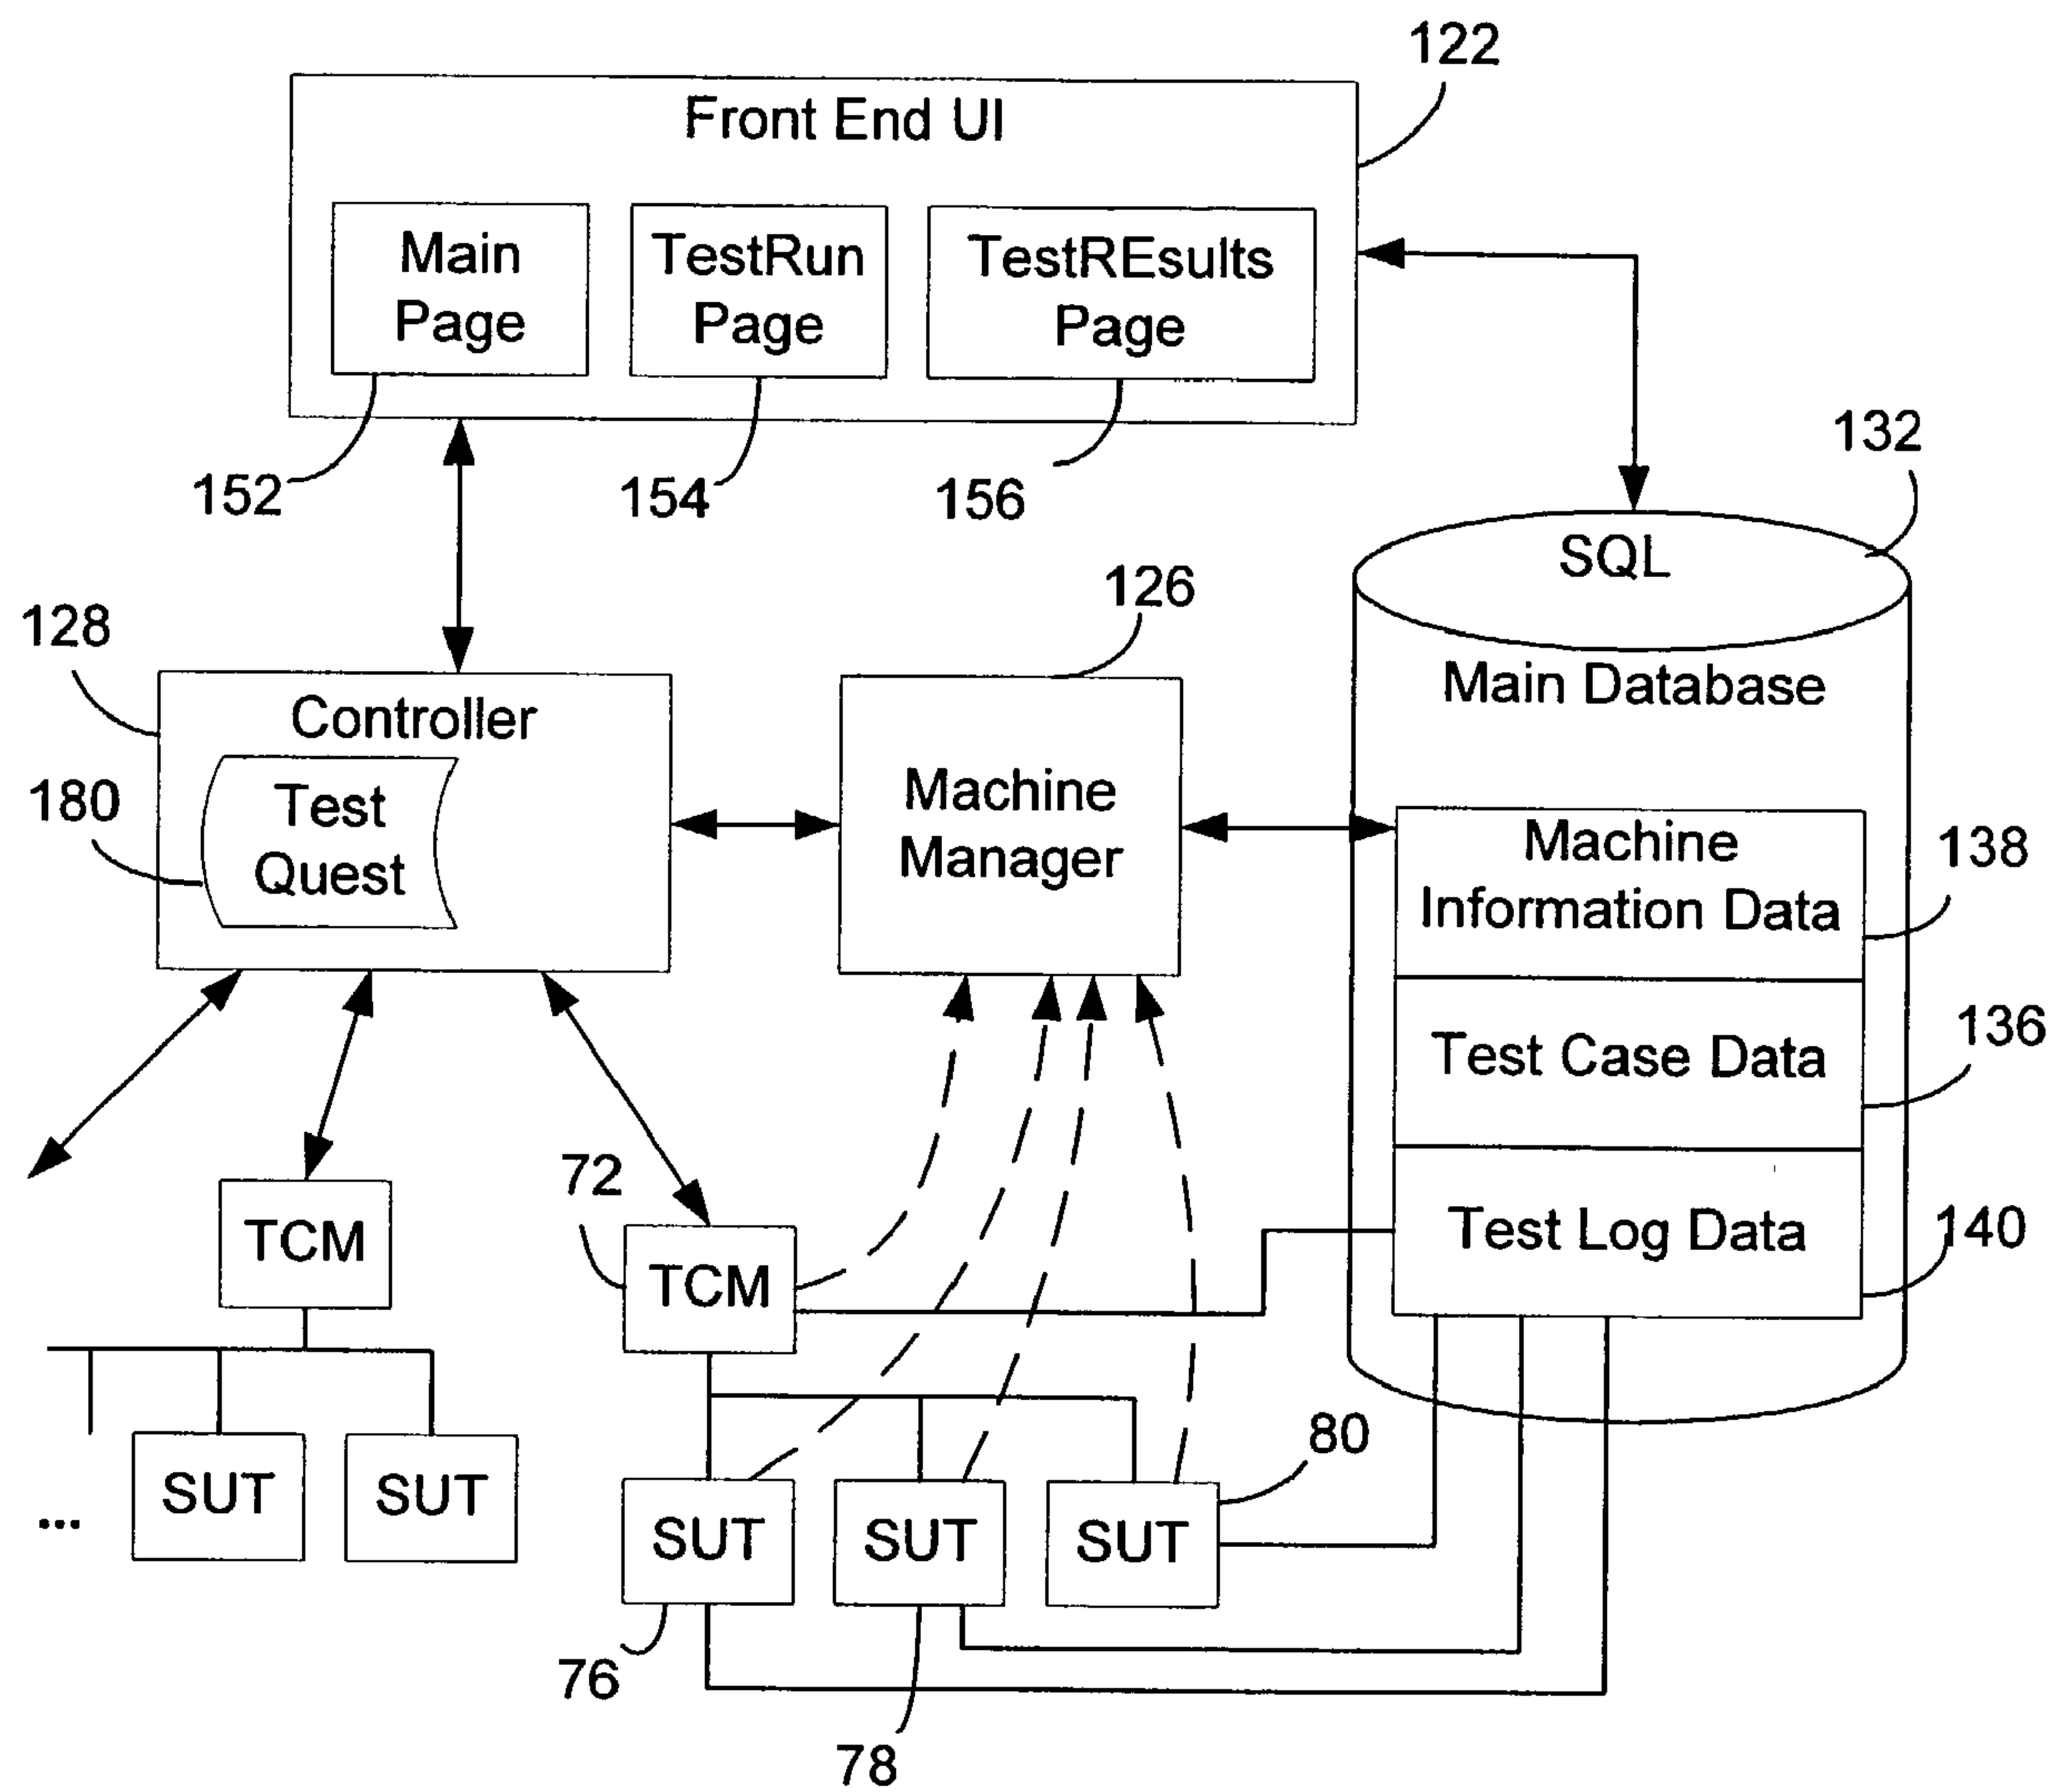 122
Front End UI
Main
Page
TestRun
Page
TestREsults
Page
152
154
156
132
SQL
Main Database
126
128
Controller
180
Test
Quest
Machine
Manager
Machine
Information Data
138
Test Case Data
136
Test Log Data
140
72
TCM
TCM
80
SUT
SUT
...
SUT
SUT
SUT
76
78